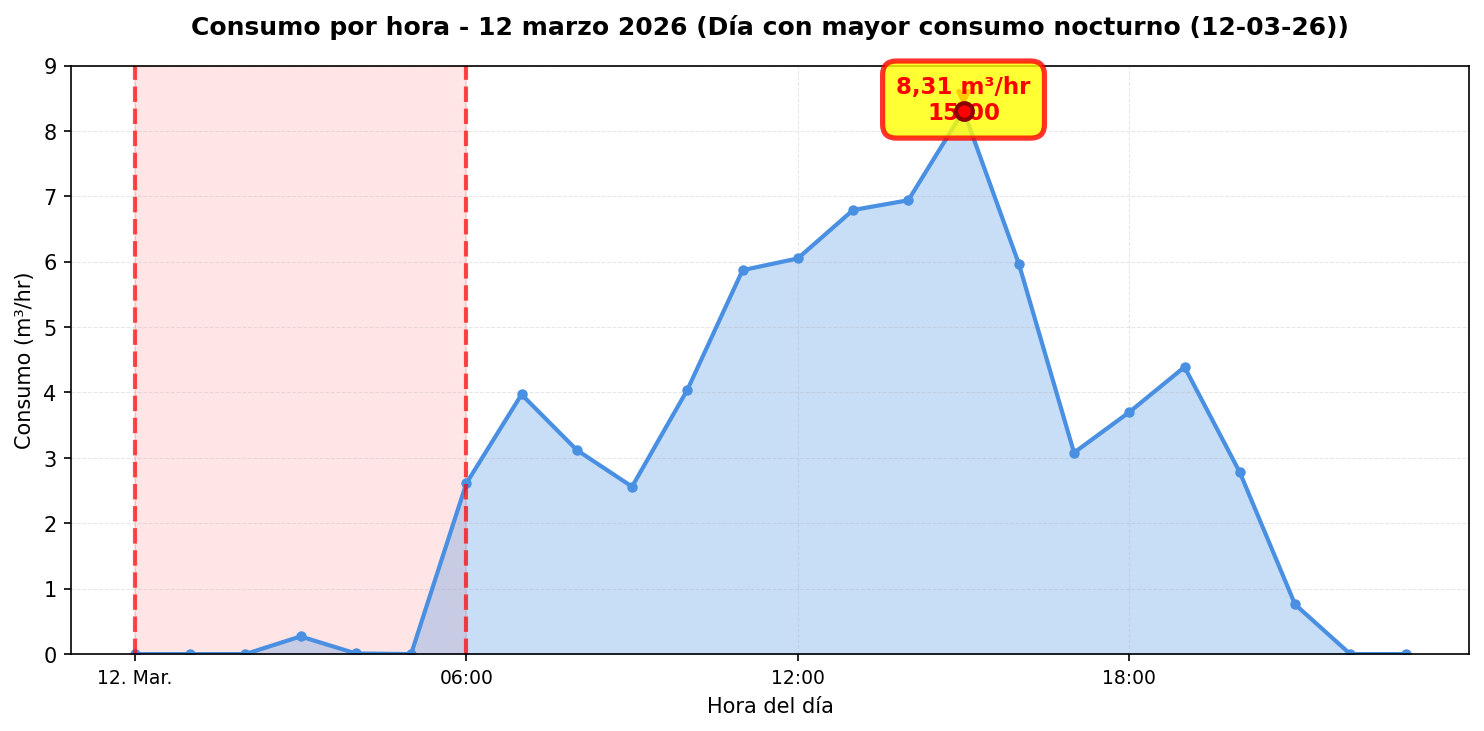 Consumo por hora - 12 marzo 2026 (Día con mayor consumo nocturno (12-03-26))
8,31 m³/hr
15:00
Consumo (m³/hr)
9
8
7
6
5
4
3
2
1
0
12. Mar.
06:00
12:00
18:00
Hora del día